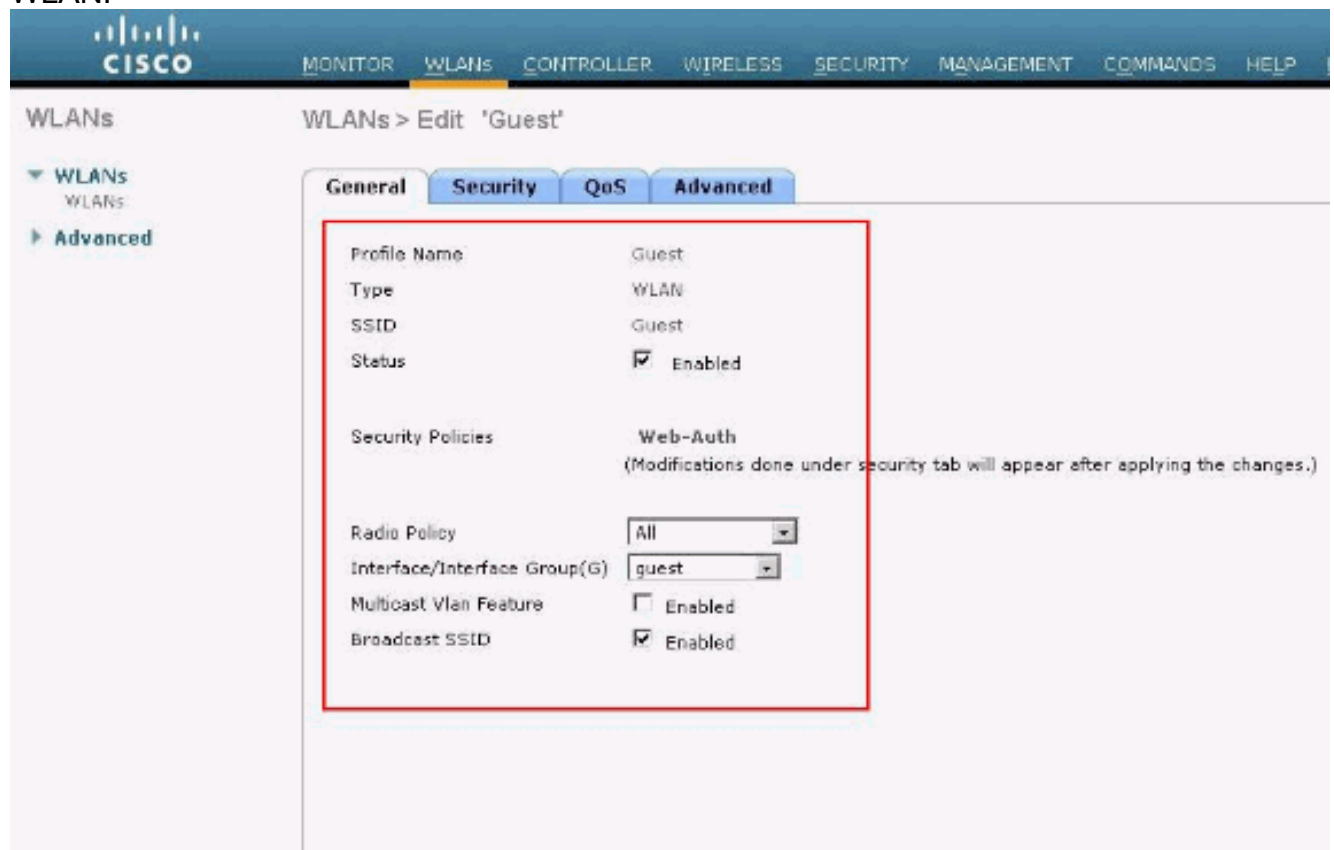 WLAN.
CISCO
MONITOR WLANs CONTROLLER WIRELESS SECURITY MANAGEMENT COMMANDS HELP
WLANs
WLANs > Edit 'Guest'
WLANs
WLANs
Advanced
General Security QoS Advanced
Profile Name Guest
Type WLAN
SSID Guest
Status Enabled
Security Policies Web-Auth
(Modifications done under security tab will appear after applying the changes.)
Radio Policy All
Interface/Interface Group(G) guest
Multicast Vlan Feature Enabled
Broadcast SSID Enabled